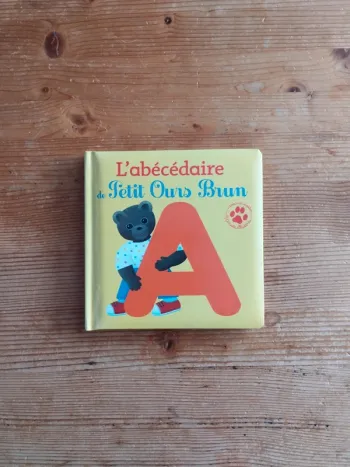 L'abécédaire
de Petit Ours Brun
A